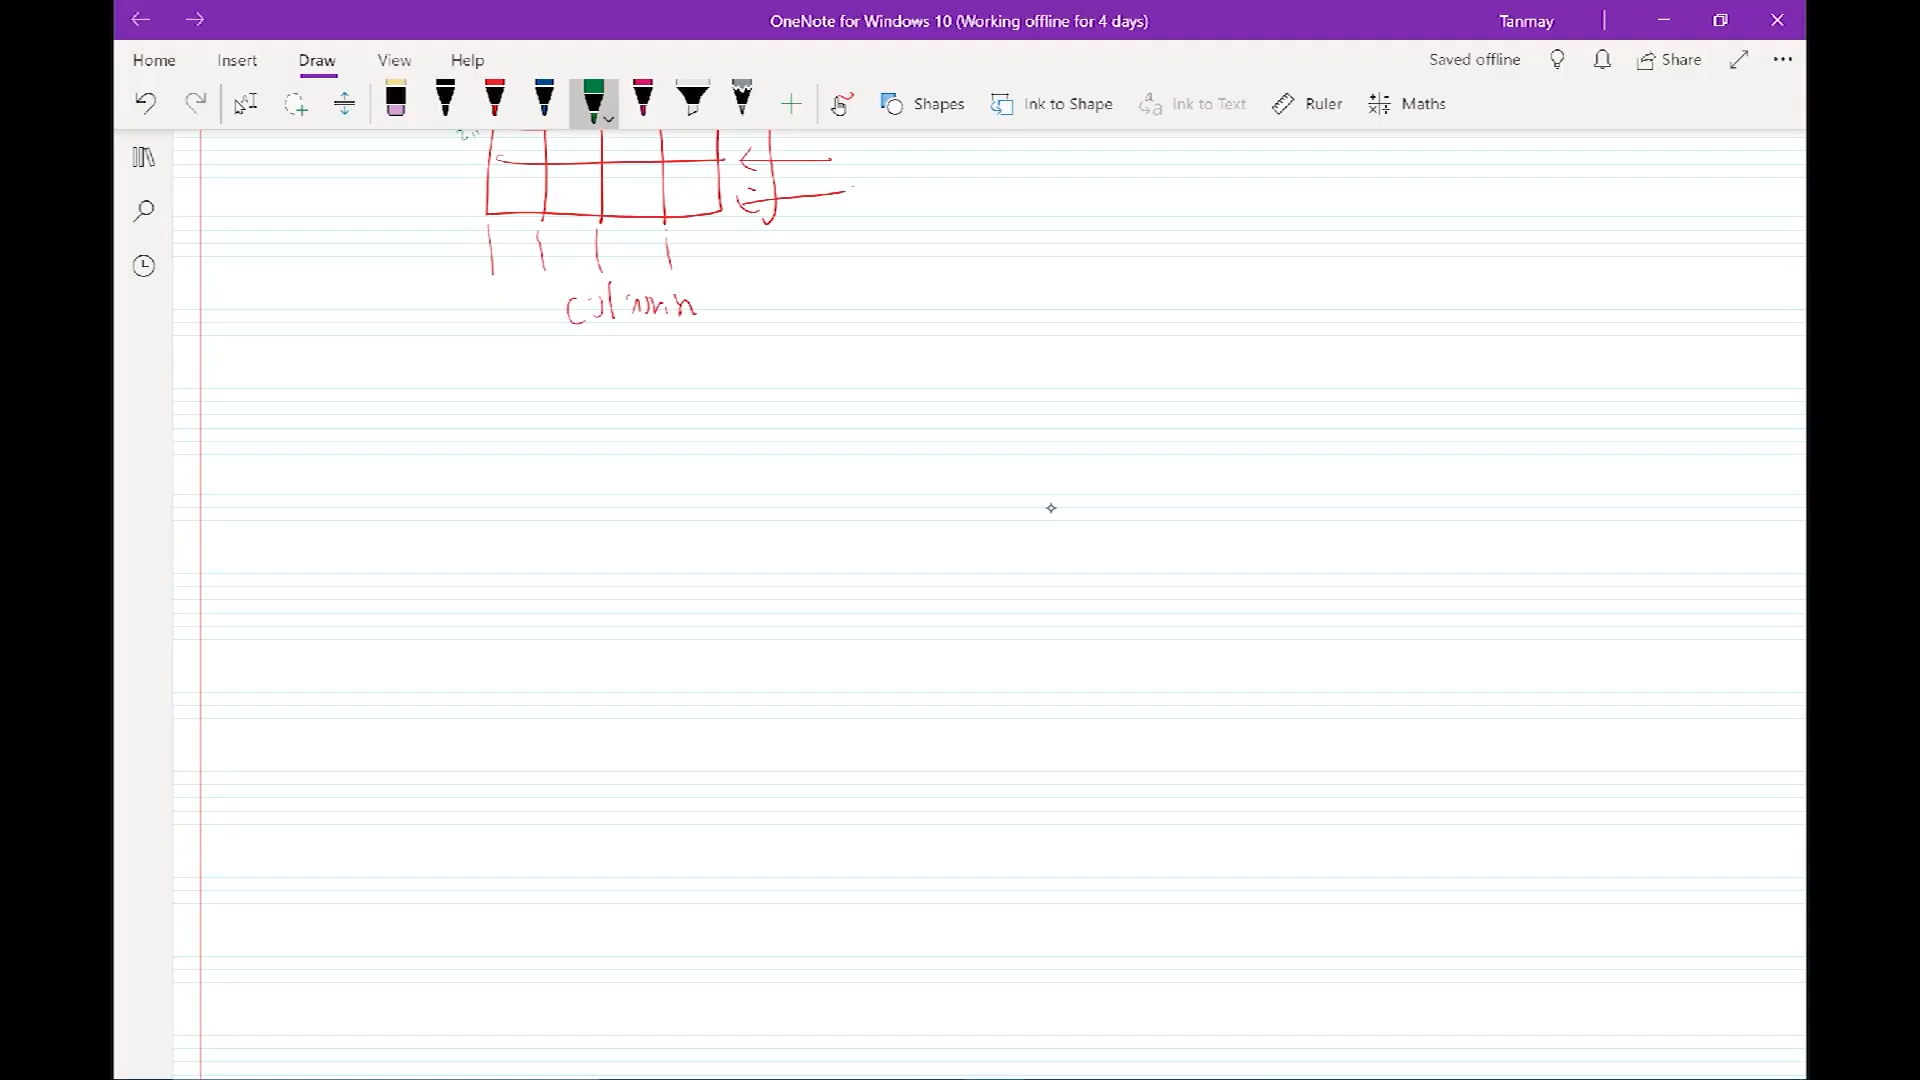 OneNote for Windows 10 (Working offline for 4 days)
Tanmay
Home Insert Draw View Help
Saved offline
Share
Shapes
Ink to Shape
Ink to Text
Ruler
Maths
column